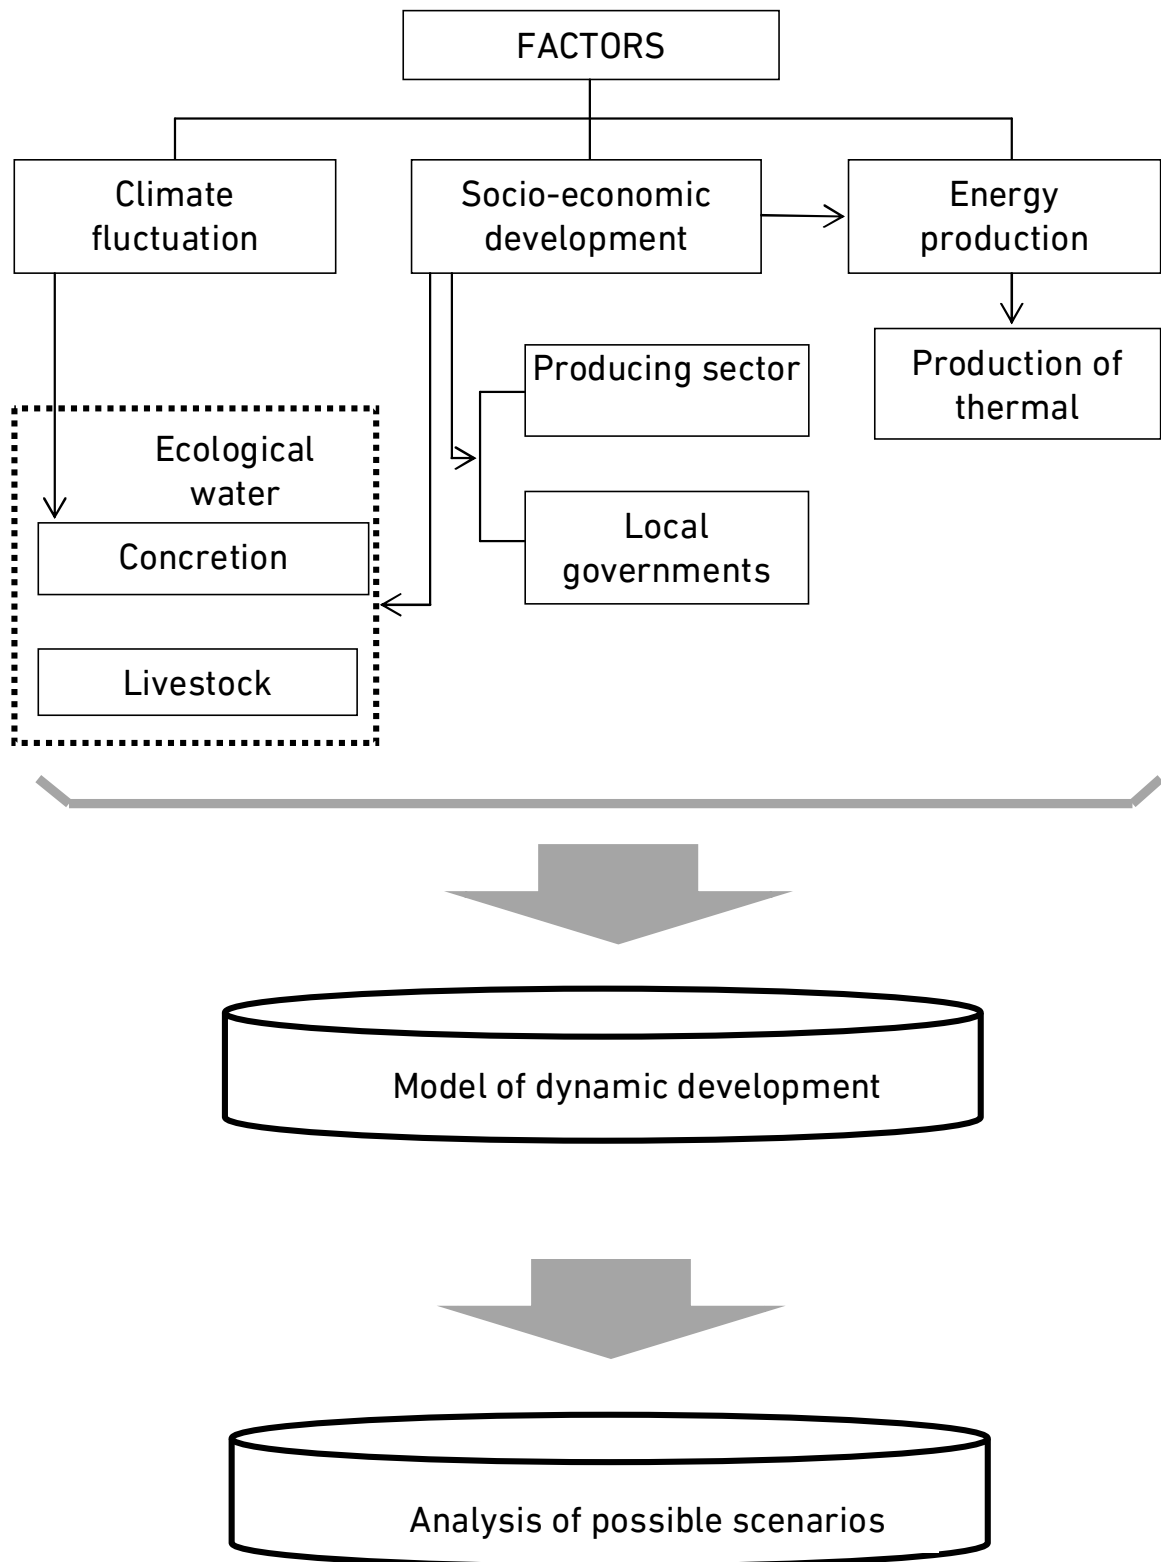 FACTORS
Climate
fluctuation
Socio-economic
development
Energy
production
Producing sector
Production of
thermal
Ecological
water
Local
governments
Concretion
Livestock
Model of dynamic development
Analysis of possible scenarios